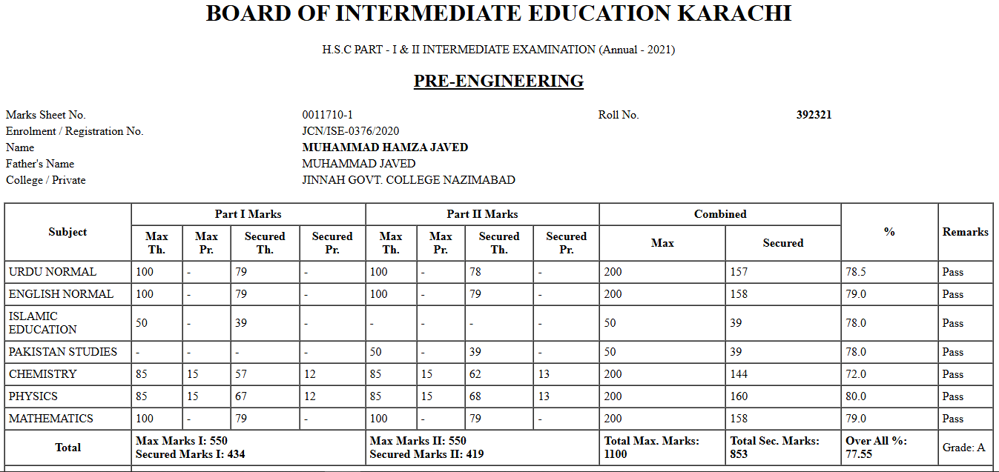 BOARD OF INTERMEDIATE EDUCATION KARACHI
H.S.C PART - I & II INTERMEDIATE EXAMINATION (Annual - 2021)
PRE-ENGINEERING
Marks Sheet No. 0011710-1 Roll No. 392321
Enrolment / Registration No. JCN/ISE-0376/2020
Name MUHAMMAD HAMZA JAVED
Father's Name MUHAMMAD JAVED
College / Private JINNAH GOVT. COLLEGE NAZIMABAD
Subject Part I Marks Part II Marks Combined % Remarks
Max Th. Max Pr. Secured Th. Secured Pr. Max Th. Max Pr. Secured Th. Secured Pr. Max Secured
URDU NORMAL 100 - 79 - 100 - 78 - 200 157 78.5 Pass
ENGLISH NORMAL 100 - 79 - 100 - 79 - 200 158 79.0 Pass
ISLAMIC EDUCATION 50 - 39 - - - - - 50 39 78.0 Pass
PAKISTAN STUDIES - - - - 50 - 39 - 50 39 78.0 Pass
CHEMISTRY 85 15 57 12 85 15 62 13 200 144 72.0 Pass
PHYSICS 85 15 67 12 85 15 68 13 200 160 80.0 Pass
MATHEMATICS 100 - 79 - 100 - 79 - 200 158 79.0 Pass
Total Max Marks I: 550 Secured Marks I: 434 Max Marks II: 550 Secured Marks II: 419 Total Max. Marks: 1100 Total Sec. Marks: 853 Over All %: 77.55 Grade: A